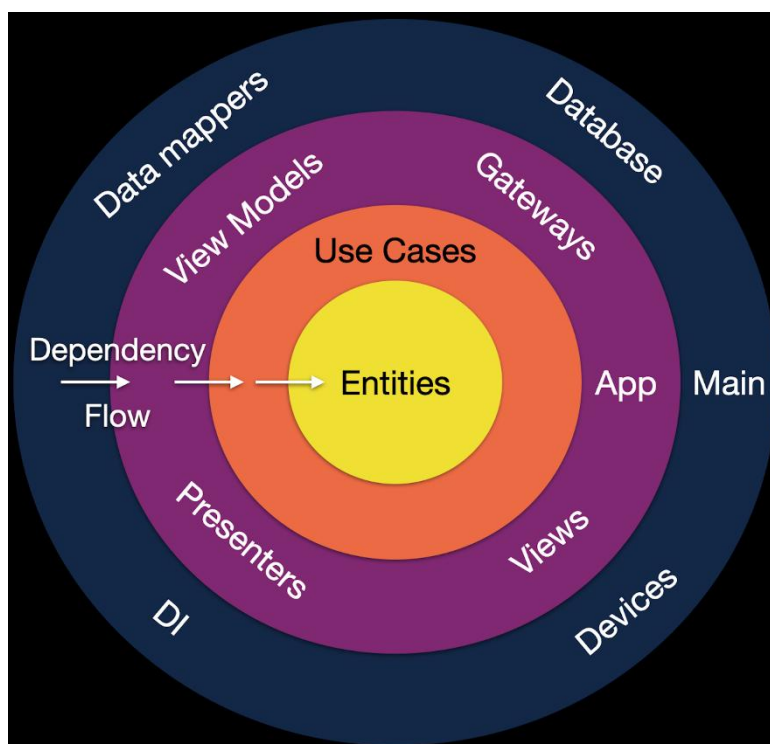 Data mappers
Database
View Models
Gateways
Use Cases
Dependency
Flow
Entities
App
Main
Presenters
Views
DI
Devices